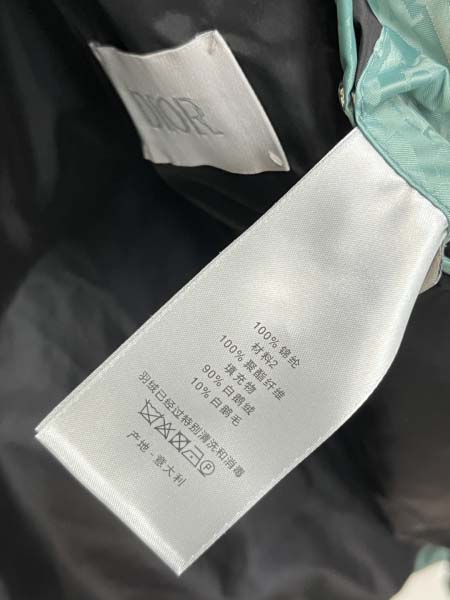 DIOR
100% 锦纶
材料2
100% 聚酯纤维
填充物
90% 白鹅绒
10% 白鹅毛
羽绒已经过特别清洗和消毒
P
产地 - 意大利